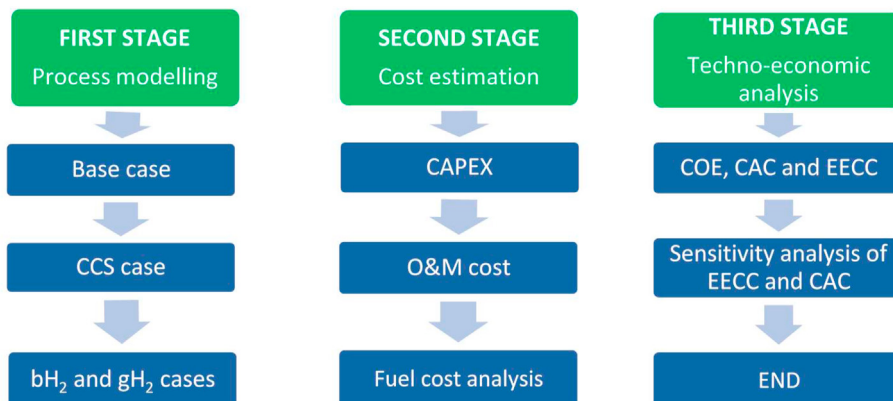 FIRST STAGE
Process modelling
Base case
CCS case
bH₂ and gH₂ cases
SECOND STAGE
Cost estimation
CAPEX
O&M cost
Fuel cost analysis
THIRD STAGE
Techno-economic
analysis
COE, CAC and EECC
Sensitivity analysis of
EECC and CAC
END